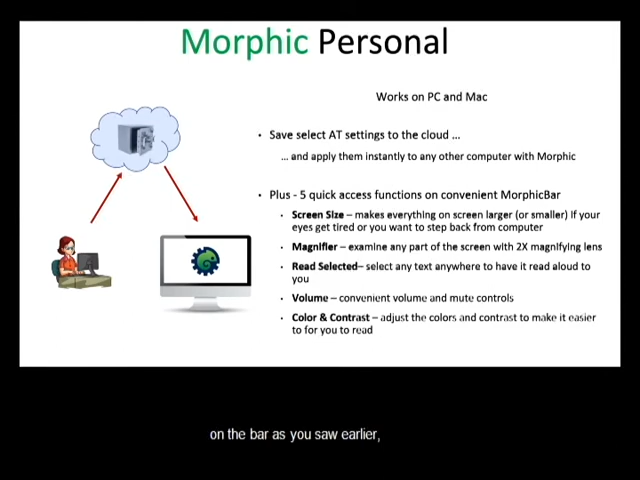 Morphic Personal
Works on PC and Mac
• Save select AT settings to the cloud ...
... and apply them instantly to any other computer with Morphic
• Plus - 5 quick access functions on convenient MorphicBar
• Screen Size – makes everything on screen larger (or smaller) If your
eyes get tired or you want to step back from computer
• Magnifier – examine any part of the screen with 2X magnifying lens
• Read Selected– select any text anywhere to have it read aloud to
you
• Volume – convenient volume and mute controls
• Color & Contrast – adjust the colors and contrast to make it easier
to for you to read
on the bar as you saw earlier,